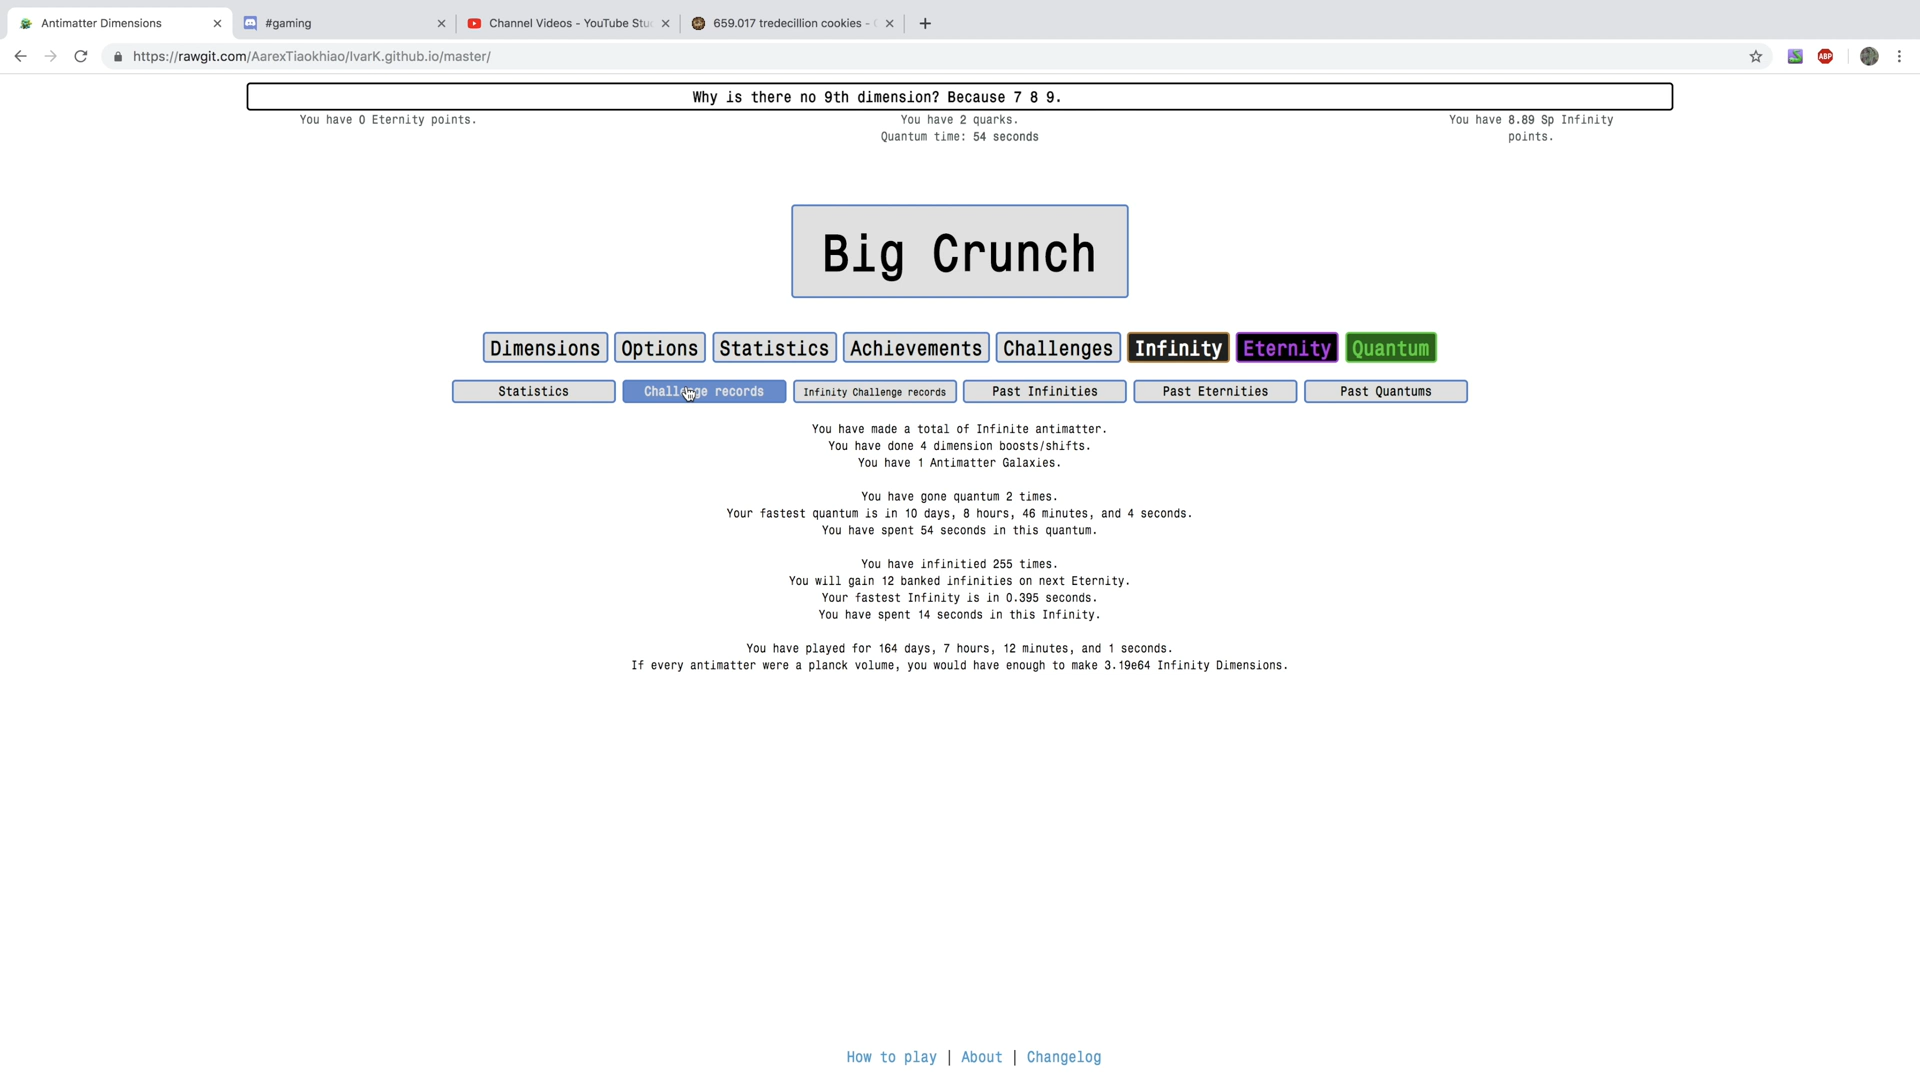 Antimatter Dimensions
#gaming
Channel Videos - YouTube Stu
659.017 tredecillion cookies -
https://rawgit.com/AarexTiaokhiao/IvarK.github.io/master/
ABP
Why is there no 9th dimension? Because 7 8 9.
You have 0 Eternity points.
You have 2 quarks.
Quantum time: 54 seconds
You have 8.89 Sp Infinity
points.
Big Crunch
Dimensions Options Statistics Achievements Challenges Infinity Eternity Quantum
Statistics Challenge records Infinity Challenge records Past Infinities Past Eternities Past Quantums
You have made a total of Infinite antimatter.
You have done 4 dimension boosts/shifts.
You have 1 Antimatter Galaxies.
You have gone quantum 2 times.
Your fastest quantum is in 10 days, 8 hours, 46 minutes, and 4 seconds.
You have spent 54 seconds in this quantum.
You have infinitied 255 times.
You will gain 12 banked infinities on next Eternity.
Your fastest Infinity is in 0.395 seconds.
You have spent 14 seconds in this Infinity.
You have played for 164 days, 7 hours, 12 minutes, and 1 seconds.
If every antimatter were a planck volume, you would have enough to make 3.19e64 Infinity Dimensions.
How to play | About | Changelog